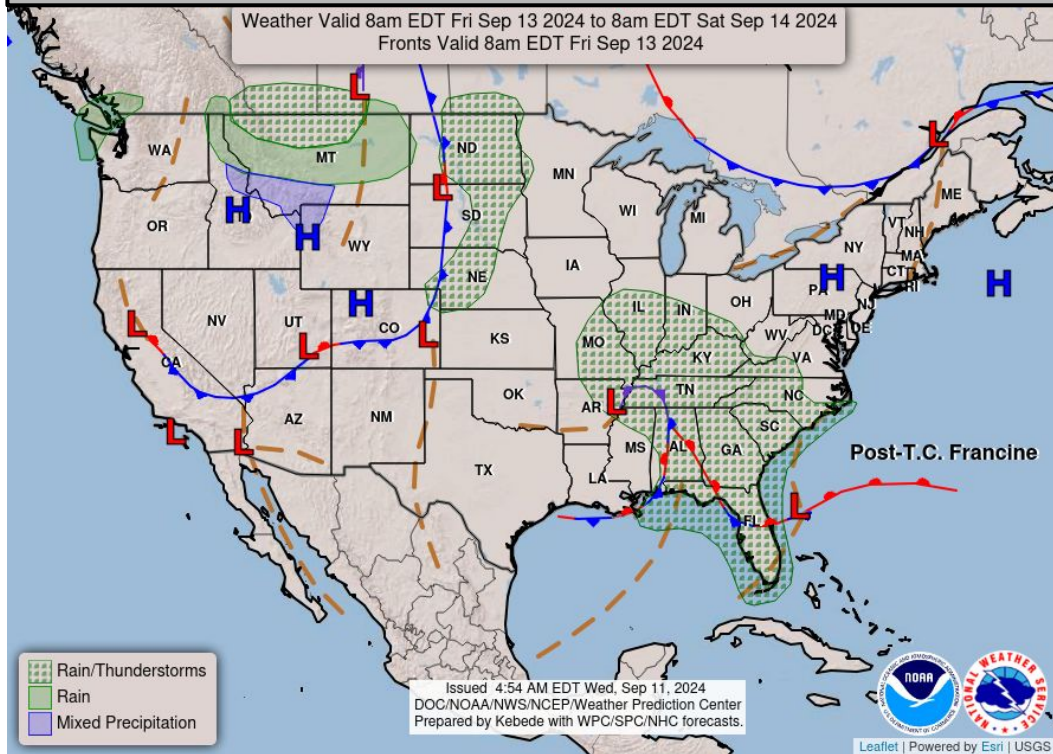 Weather Valid 8am EDT Fri Sep 13 2024 to 8am EDT Sat Sep 14 2024
Fronts Valid 8am EDT Fri Sep 13 2024
L
L
WA
MT
ND
MN
ME
L
SD
OR
H
H
WY
WI
MI
VT
NH
NY
MA
CT
RI
NE
IA
H
PA
H
NJ
L
NV
UT
H
CO
L
L
IL
IN
OH
MD
DE
DC
CA
KS
MO
WV
VA
KY
OK
AR
L
TN
NC
L
L
AZ
NM
SC
MS
AL
GA
Post-T.C. Francine
TX
LA
FL
L
Rain/Thunderstorms
Rain
Mixed Precipitation
Issued 4:54 AM EDT Wed, Sep 11, 2024
DOC/NOAA/NWS/NCEP/Weather Prediction Center
Prepared by Kebede with WPC/SPC/NHC forecasts.
NOAA
NATIONAL WEATHER SERVICE
Leaflet | Powered by Esri | USGS